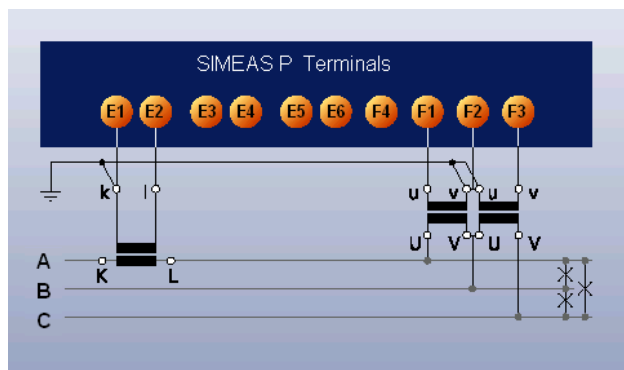 SIMEAS P Terminals
E1 E2 E3 E4 E5 E6 F4 F1 F2 F3
k l u v u v
U V U V
A
K L
B
C